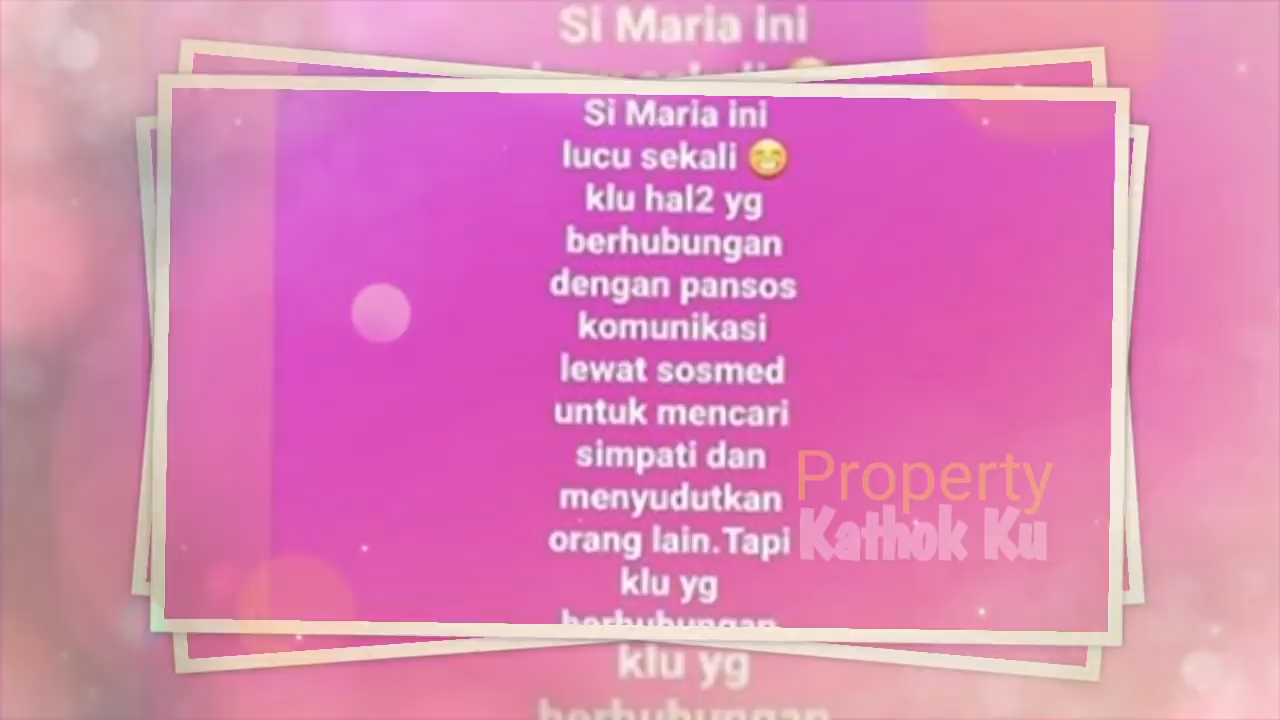 Si Maria ini
Si Maria ini
lucu sekali 😁
klu hal2 yg
berhubungan
dengan pansos
komunikasi
lewat sosmed
untuk mencari
simpati dan
menyudutkan
orang lain.Tapi
klu yg
berhubungan
Property
Kathok Ku
klu yg
berhubungan